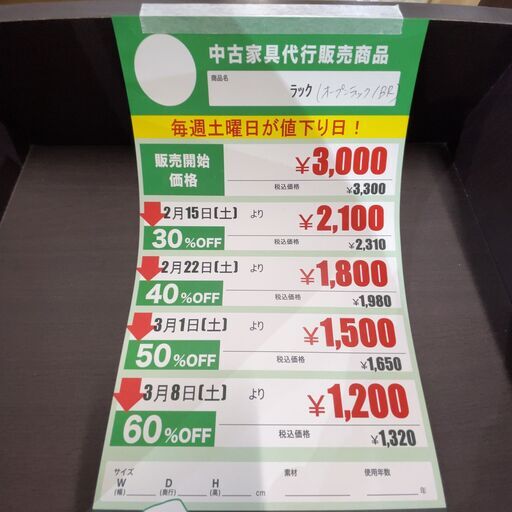 中古家具代行販売商品
商品名
ラック (オープンラック/BR)
毎週土曜日が値下り日!
販売開始価格 ¥3,000
税込価格 ¥3,300
2月15日(土) より ¥2,100
30%OFF 税込価格 ¥2,310
2月22日(土) より ¥1,800
40%OFF 税込価格 ¥1,980
3月1日(土) より ¥1,500
50%OFF 税込価格 ¥1,650
3月8日(土) より ¥1,200
60%OFF 税込価格 ¥1,320
サイズ 素材 使用年数
W(幅) D(奥行) H(高) cm 年